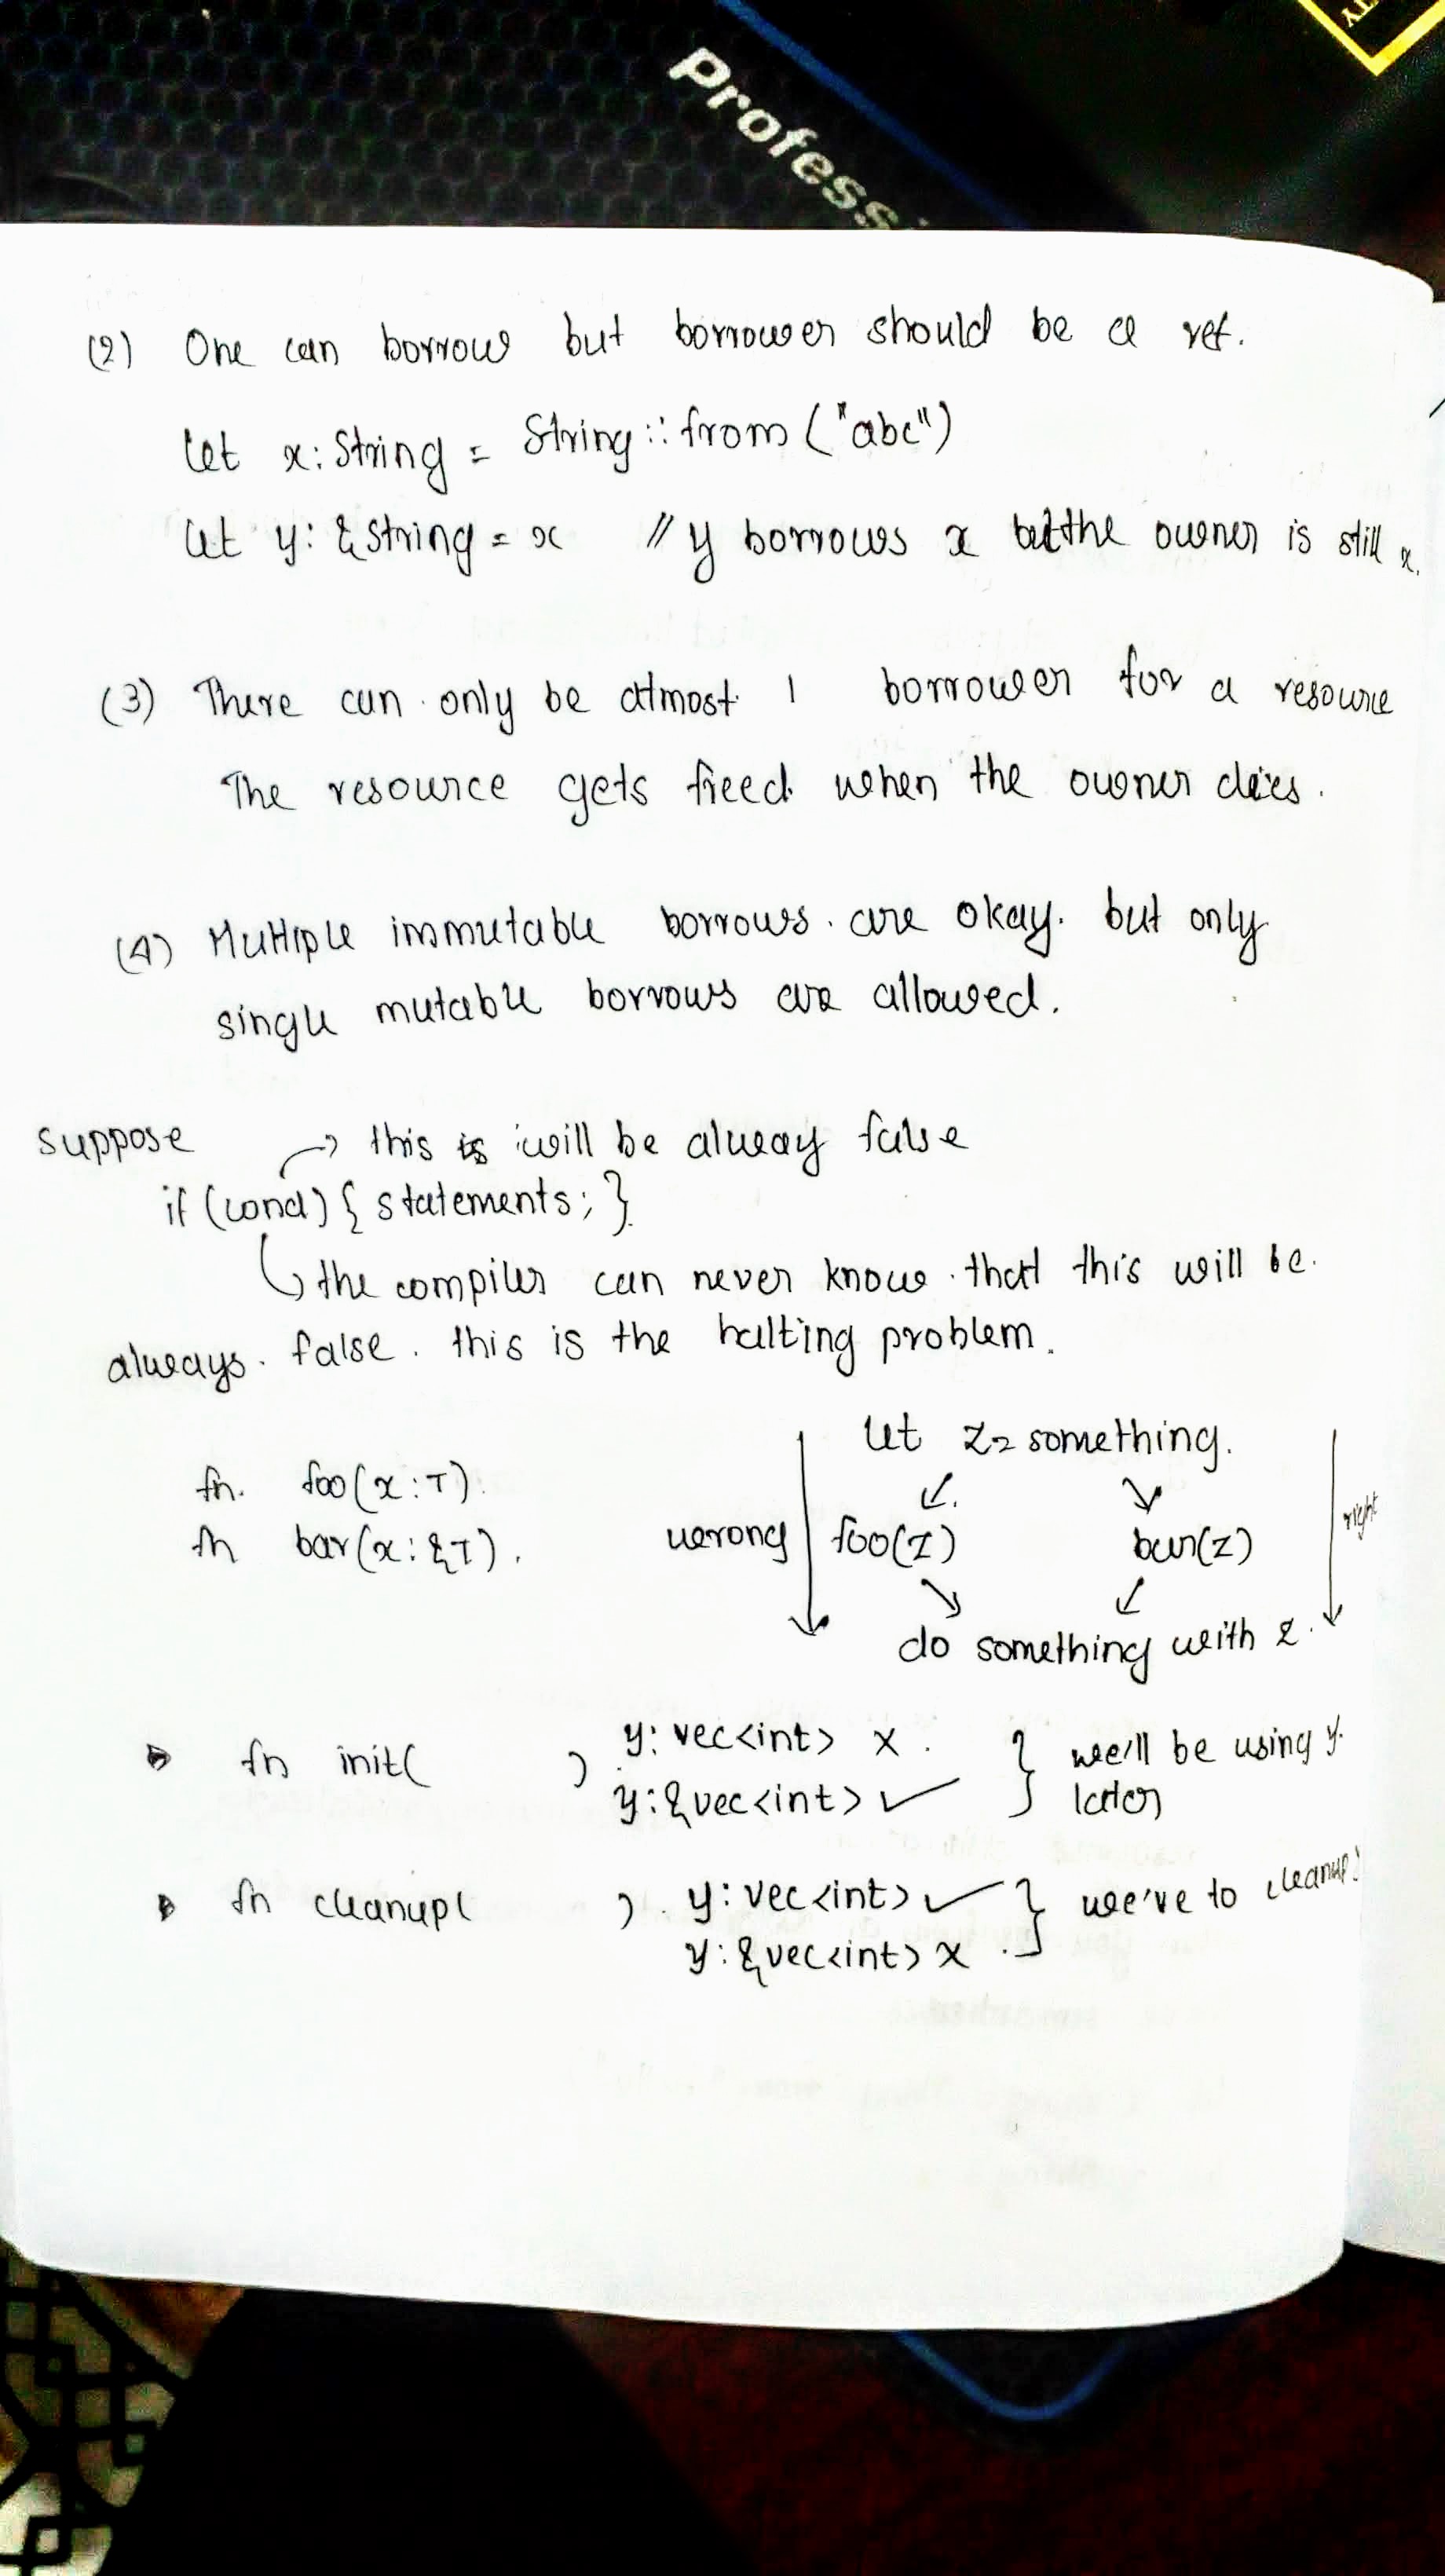 Profess
TY
(2) One can borrow but borrower should be a ref.
let x: String = String::from("abc")
let y: &String = x // y borrows x but the owner is still x.
(3) There can only be atmost 1 borrower for a resource
The resource gets freed when the owner dies.
(4) Multiple immutable borrows are okay. but only
single mutable borrows are allowed.
suppose
→ this is will be alway false
if (cond) { statements; }
↳ the compiler can never know that this will be
always false. this is the halting problem.
let z = something.
fn foo(x:T)
fn bar(x:&T).
wrong foo(z) bar(z) right
do something with z.
fn init( ) y: vec<int> x
y: &vec<int> ✓ } we'll be using y later
fn cleanup( ) y: vec<int> ✓ } we've to cleanup!
y: &vec<int> x